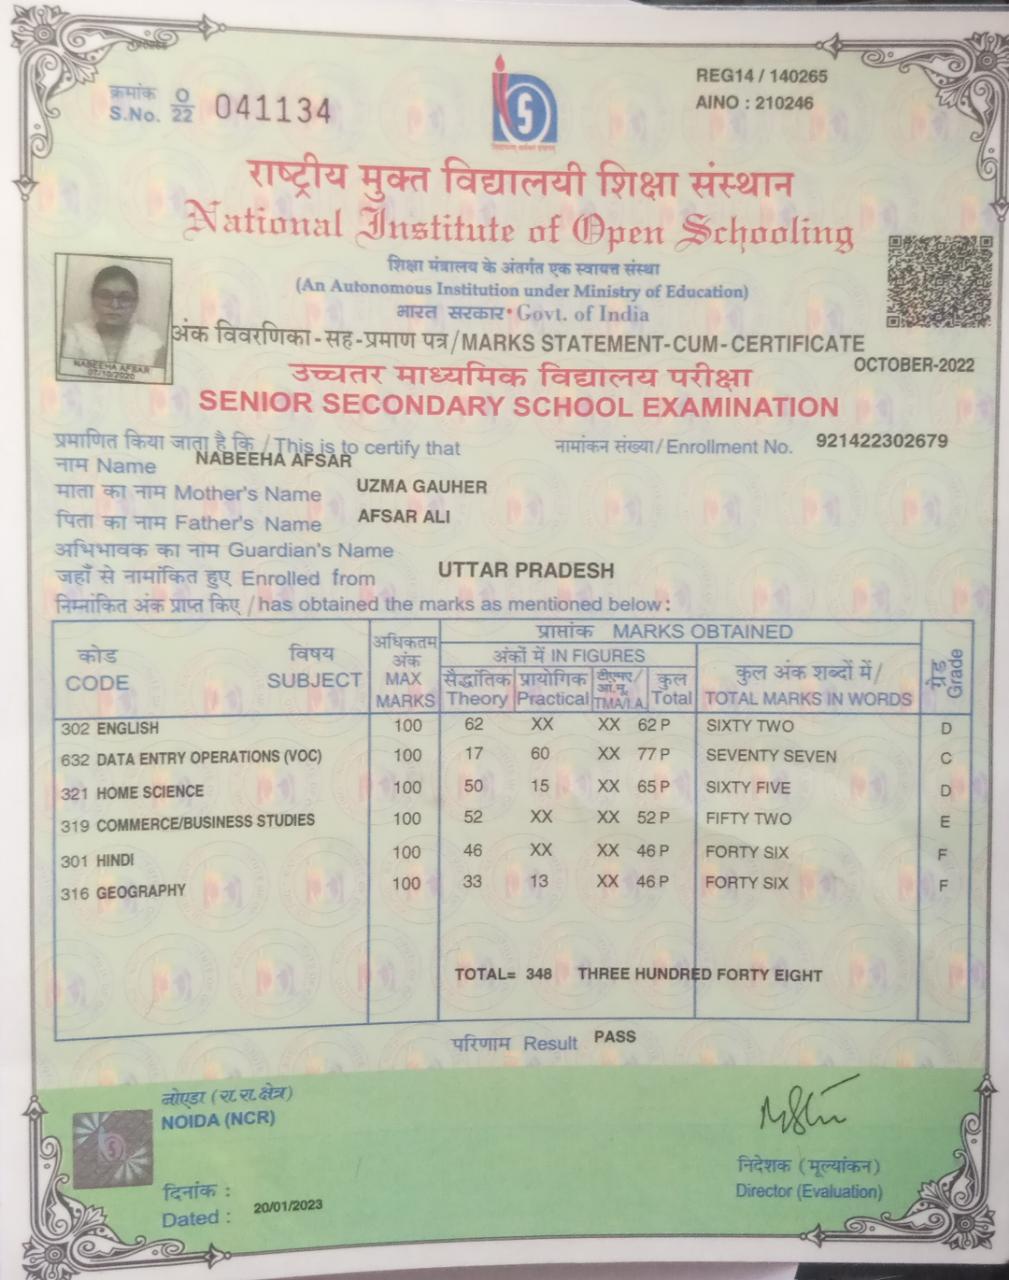 क्रमांक O REG14 / 140265
S.No. 22 041134 AINO : 210246
राष्ट्रीय मुक्त विद्यालयी शिक्षा संस्थान
National Institute of Open Schooling
शिक्षा मंत्रालय के अंतर्गत एक स्वायत्त संस्था
(An Autonomous Institution under Ministry of Education)
भारत सरकार•Govt. of India
अंक विवरणिका-सह-प्रमाण पत्र/MARKS STATEMENT-CUM-CERTIFICATE
NABEEHA AFSAR
07/10/2020
OCTOBER-2022
उच्चतर माध्यमिक विद्यालय परीक्षा
SENIOR SECONDARY SCHOOL EXAMINATION
प्रमाणित किया जाता है कि /This is to certify that नामांकन संख्या/Enrollment No. 921422302679
नाम Name NABEEHA AFSAR
माता का नाम Mother's Name UZMA GAUHER
पिता का नाम Father's Name AFSAR ALI
अभिभावक का नाम Guardian's Name
जहाँ से नामांकित हुए Enrolled from UTTAR PRADESH
निम्नांकित अंक प्राप्त किए /has obtained the marks as mentioned below:
कोड विषय अधिकतम अंक प्राप्तांक MARKS OBTAINED ग्रेड
CODE SUBJECT MAX MARKS अंकों में IN FIGURES कुल अंक शब्दों में/ Grade
सैद्धांतिक प्रायोगिक टीएमए/आ.मू. कुल
Theory Practical TMA/I.A. Total TOTAL MARKS IN WORDS
302 ENGLISH 100 62 XX XX 62 P SIXTY TWO D
632 DATA ENTRY OPERATIONS (VOC) 100 17 60 XX 77 P SEVENTY SEVEN C
321 HOME SCIENCE 100 50 15 XX 65 P SIXTY FIVE D
319 COMMERCE/BUSINESS STUDIES 100 52 XX XX 52 P FIFTY TWO E
301 HINDI 100 46 XX XX 46 P FORTY SIX F
316 GEOGRAPHY 100 33 13 XX 46 P FORTY SIX F
TOTAL= 348 THREE HUNDRED FORTY EIGHT
परिणाम Result PASS
नोएडा (रा.रा.क्षेत्र)
NOIDA (NCR)
निदेशक (मूल्यांकन)
दिनांक : Director (Evaluation)
Dated : 20/01/2023